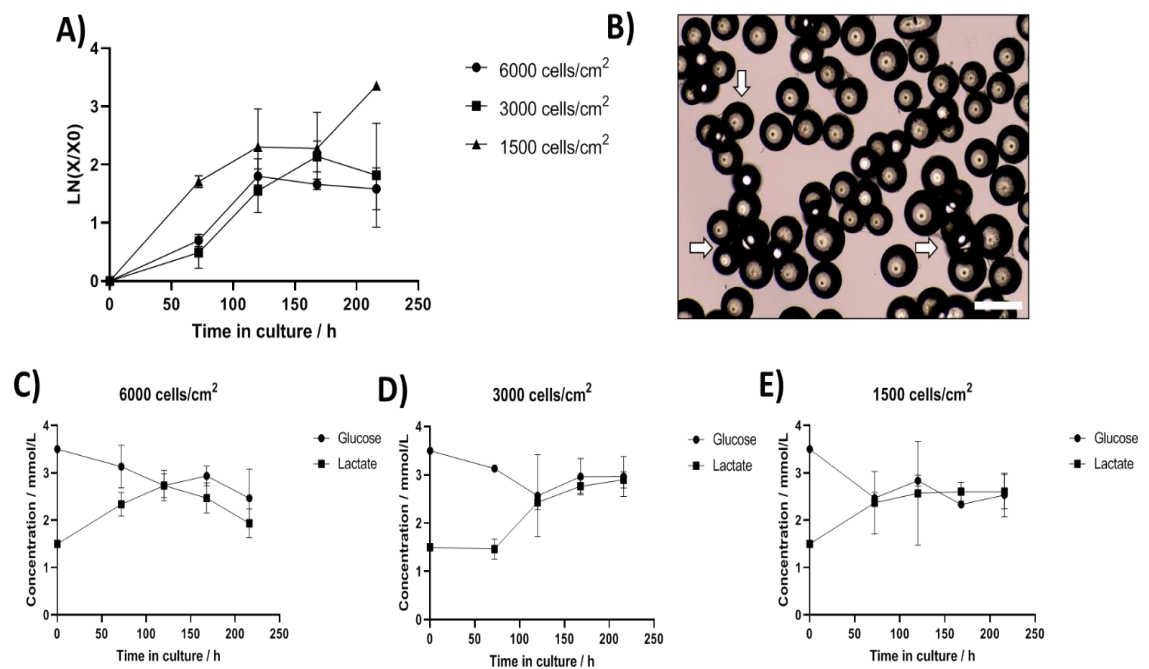 A)
LN(X/X0)
4
3
2
1
0
0 50 100 150 200 250
Time in culture / h
6000 cells/cm²
3000 cells/cm²
1500 cells/cm²
B)
C)
6000 cells/cm²
Concentration / mmol/L
4
3
2
1
0
0 50 100 150 200 250
Time in culture / h
Glucose
Lactate
D)
3000 cells/cm²
Concentration / mmol/L
4
3
2
1
0
0 50 100 150 200 250
Time in culture / h
Glucose
Lactate
E)
1500 cells/cm²
Concentration / mmol/L
4
3
2
1
0
0 50 100 150 200 250
Time in culture / h
Glucose
Lactate